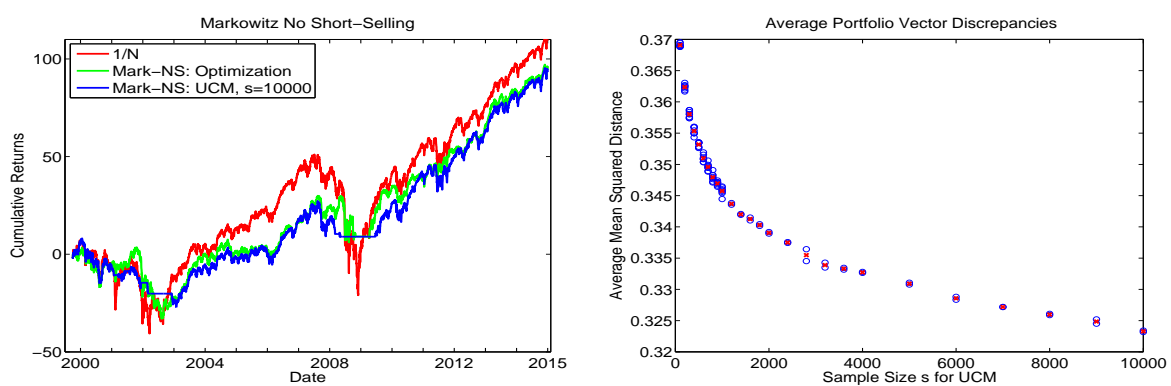 Markowitz No Short−Selling
1/N
Mark−NS: Optimization
Mark−NS: UCM, s=10000
Cumulative Returns
100
50
0
−50
2000 2004 2008 2012 2015
Date
Average Portfolio Vector Discrepancies
Average Mean Squared Distance
0.37
0.365
0.36
0.355
0.35
0.345
0.34
0.335
0.33
0.325
0.32
0 2000 4000 6000 8000 10000
Sample Size s for UCM